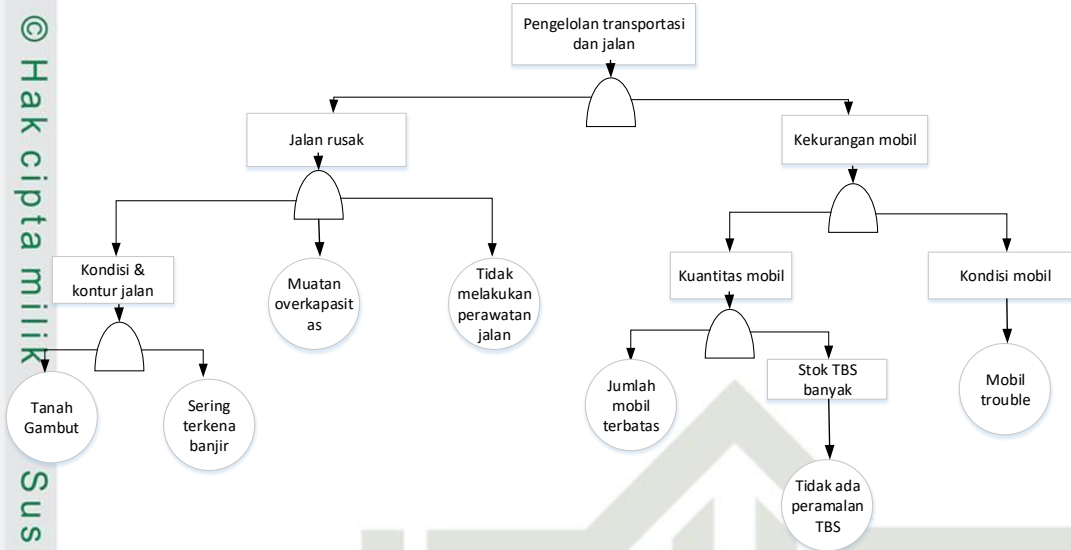 © Hak cipta milik Sus
Pengelolan transportasi
dan jalan
Jalan rusak
Kekurangan mobil
Kondisi &
kontur jalan
Muatan
overkapasit
as
Tidak
melakukan
perawatan
jalan
Kuantitas mobil
Kondisi mobil
Tanah
Gambut
Sering
terkena
banjir
Jumlah
mobil
terbatas
Stok TBS
banyak
Mobil
trouble
Tidak ada
peramalan
TBS